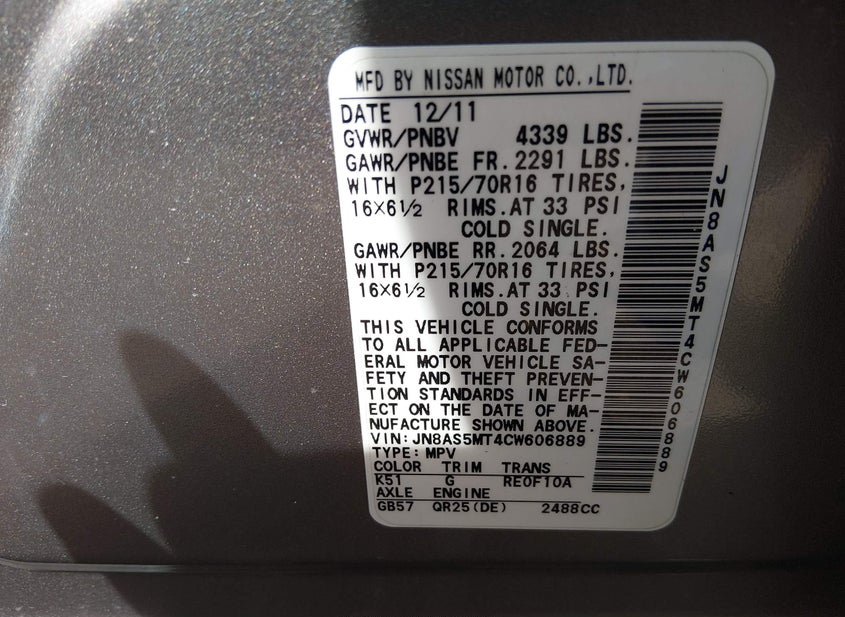 MFD BY NISSAN MOTOR CO.,LTD.
DATE 12/11
GVWR/PNBV 4339 LBS.
GAWR/PNBE FR.2291 LBS.
WITH P215/70R16 TIRES,
16×6½ RIMS.AT 33 PSI
COLD SINGLE.
GAWR/PNBE RR.2064 LBS.
WITH P215/70R16 TIRES,
16×6½ RIMS.AT 33 PSI
COLD SINGLE.
THIS VEHICLE CONFORMS
TO ALL APPLICABLE FED-
ERAL MOTOR VEHICLE SA-
FETY AND THEFT PREVEN-
TION STANDARDS IN EFF-
ECT ON THE DATE OF MA-
NUFACTURE SHOWN ABOVE.
VIN:JN8AS5MT4CW606889
TYPE:MPV
COLOR TRIM TRANS
K51 G RE0F10A
AXLE ENGINE
GB57 QR25(DE) 2488CC
JN8AS5MT4CW606889